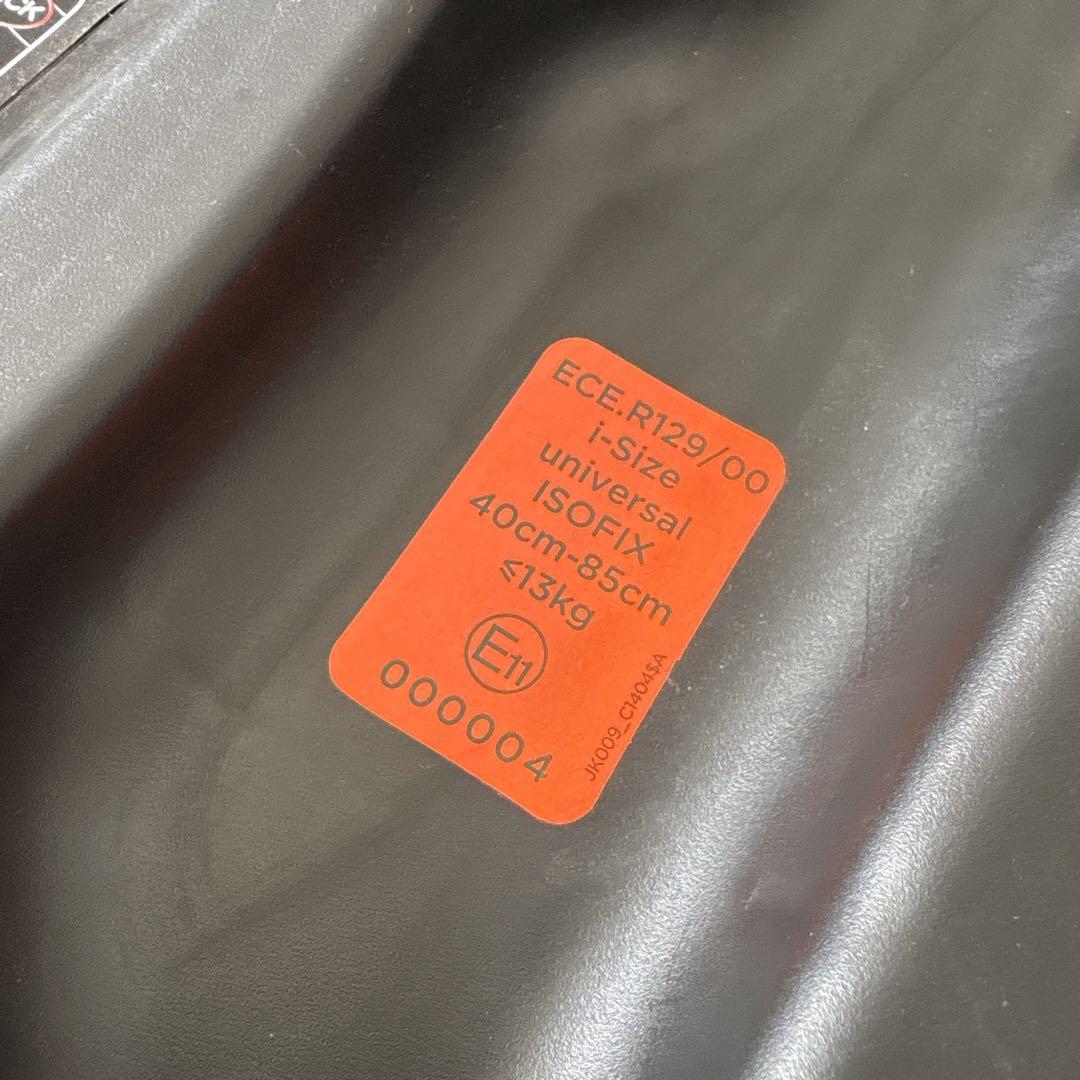 ECE.R129/00
i-Size
universal
ISOFIX
40cm-85cm
≤13kg
E11
000004
JK009_C1404$A